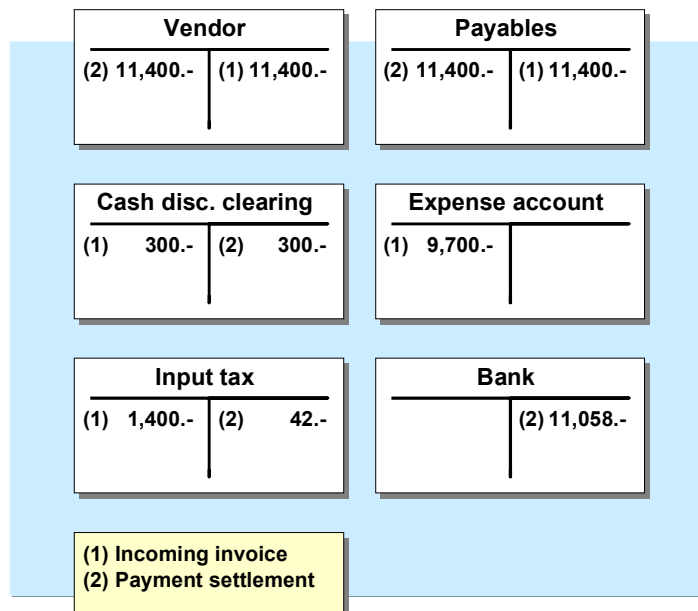 Vendor
(2) 11,400.- (1) 11,400.-
Payables
(2) 11,400.- (1) 11,400.-
Cash disc. clearing
(1) 300.- (2) 300.-
Expense account
(1) 9,700.-
Input tax
(1) 1,400.- (2) 42.-
Bank
(2) 11,058.-
(1) Incoming invoice
(2) Payment settlement